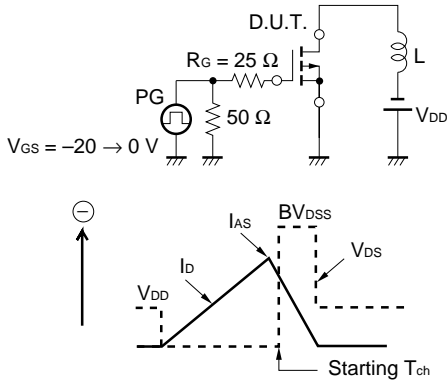 D.U.T.
RG = 25 Ω
L
PG
50 Ω
VDD
VGS = −20 → 0 V
−
IAS
BVDSS
ID
VDS
VDD
Starting Tch